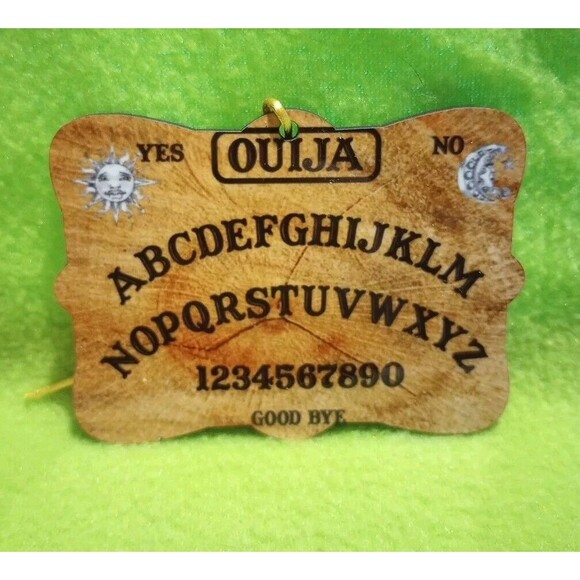 OUIJA
YES NO
ABCDEFGHIJKLM
NOPQRSTUVWXYZ
1234567890
GOOD BYE